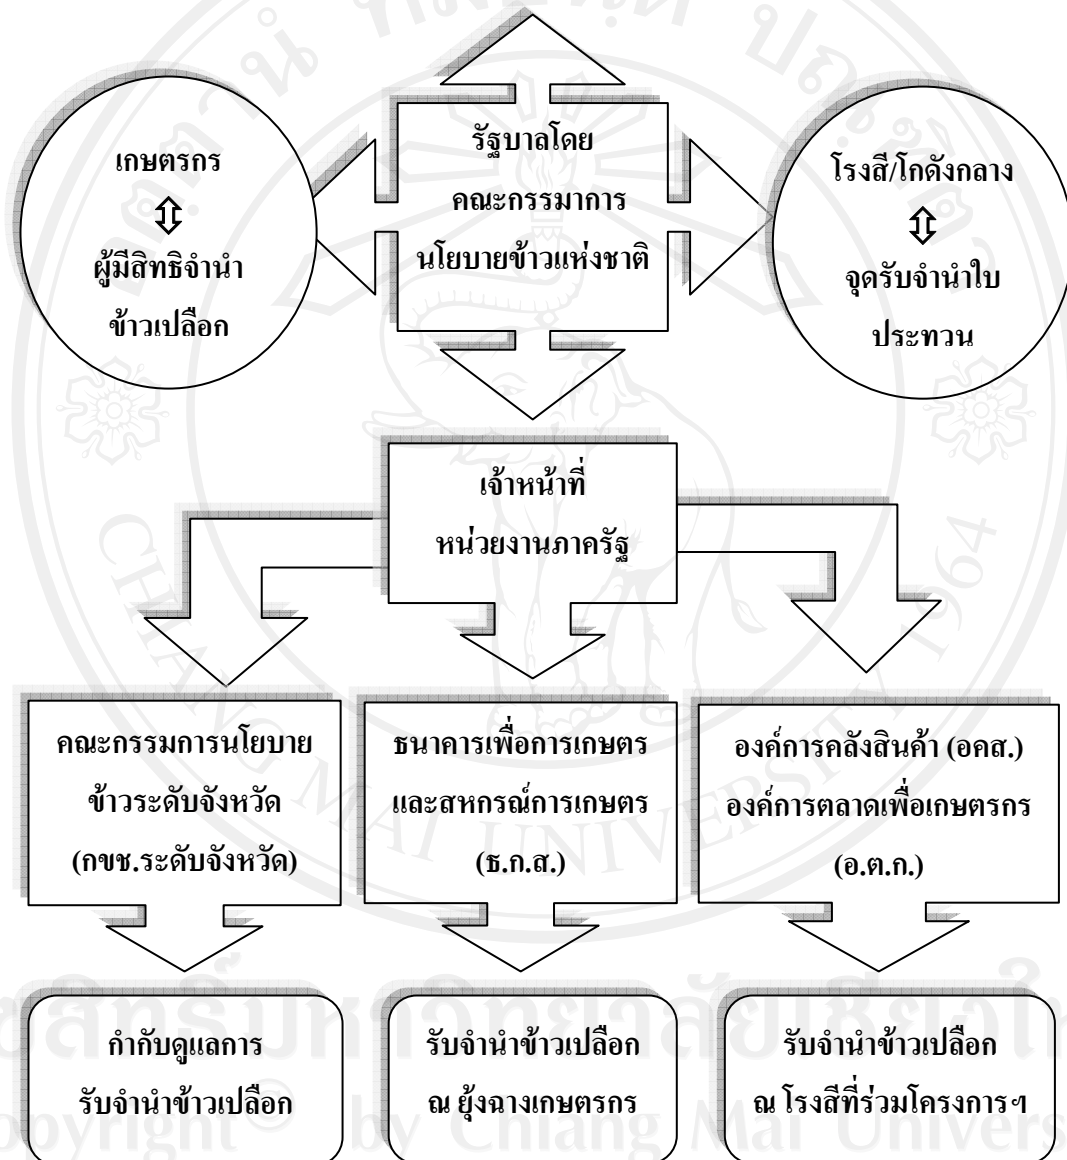 เกษตรกร
ผู้มีสิทธิจำนำ
ข้าวเปลือก
รัฐบาลโดย
คณะกรรมาการ
นโยบายข้าวแห่งชาติ
โรงสี/โกดังกลาง
จุดรับจำนำใบ
ประทวน
เจ้าหน้าที่
หน่วยงานภาครัฐ
คณะกรรมการนโยบาย
ข้าวระดับจังหวัด
(กขช.ระดับจังหวัด)
ธนาคารเพื่อการเกษตร
และสหกรณ์การเกษตร
(ธ.ก.ส.)
องค์การคลังสินค้า (อคส.)
องค์การตลาดเพื่อเกษตรกร
(อ.ต.ก.)
กำกับดูแลการ
รับจำนำข้าวเปลือก
รับจำนำข้าวเปลือก
ณ ยุ้งฉางเกษตรกร
รับจำนำข้าวเปลือก
ณ โรงสีที่ร่วมโครงการฯ
CHIANG MAI UNIVERSITY 1964
by Chiang Mai